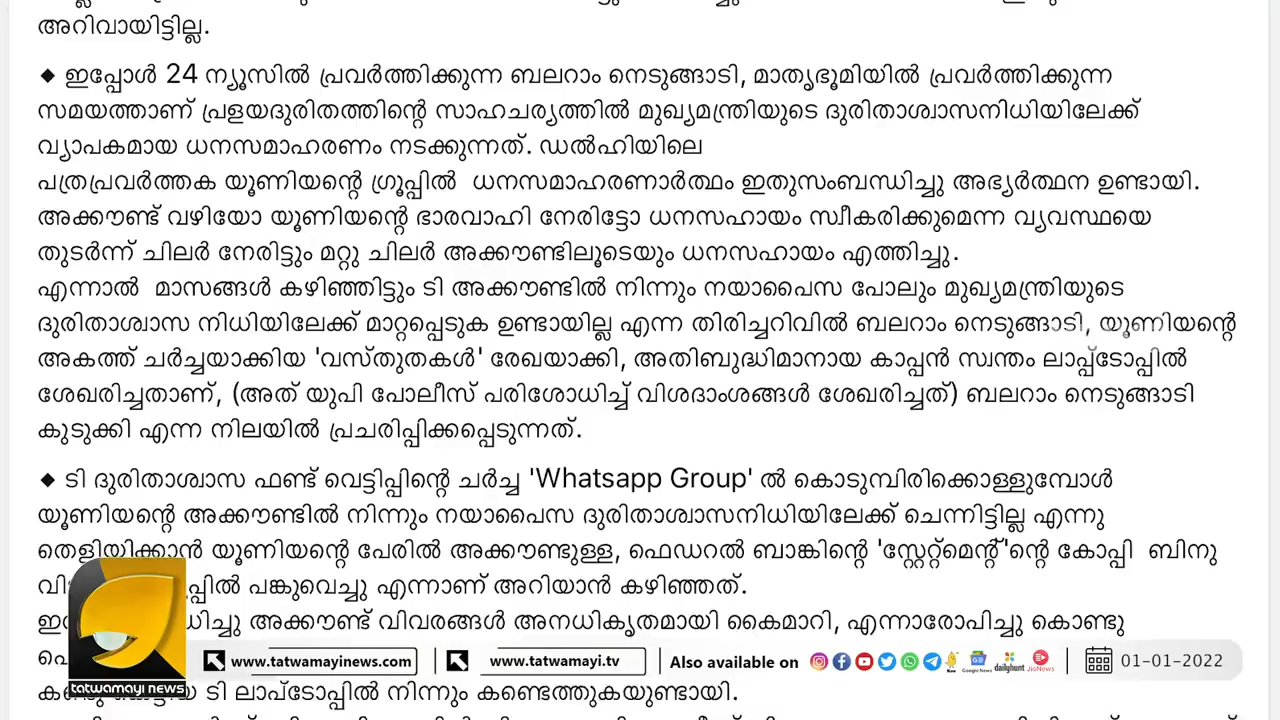 അറിവായിട്ടില്ല.
◆ ഇപ്പോൾ 24 ന്യൂസിൽ പ്രവർത്തിക്കുന്ന ബലറാം നെടുങ്ങാടി, മാതൃഭൂമിയിൽ പ്രവർത്തിക്കുന്ന
സമയത്താണ് പ്രളയദുരിതത്തിന്റെ സാഹചര്യത്തിൽ മുഖ്യമന്ത്രിയുടെ ദുരിതാശ്വാസനിധിയിലേക്ക്
വ്യാപകമായ ധനസമാഹരണം നടക്കുന്നത്. ഡൽഹിയിലെ
പത്രപ്രവർത്തക യൂണിയന്റെ ഗ്രൂപ്പിൽ ധനസമാഹരണാർത്ഥം ഇതുസംബന്ധിച്ചു അഭ്യർത്ഥന ഉണ്ടായി.
അക്കൗണ്ട് വഴിയോ യൂണിയന്റെ ഭാരവാഹി നേരിട്ടോ ധനസഹായം സ്വീകരിക്കുമെന്ന വ്യവസ്ഥയെ
തുടർന്ന് ചിലർ നേരിട്ടും മറ്റു ചിലർ അക്കൗണ്ടിലൂടെയും ധനസഹായം എത്തിച്ചു.
എന്നാൽ മാസങ്ങൾ കഴിഞ്ഞിട്ടും ടി അക്കൗണ്ടിൽ നിന്നും നയാപൈസ പോലും മുഖ്യമന്ത്രിയുടെ
ദുരിതാശ്വാസ നിധിയിലേക്ക് മാറ്റപ്പെടുക ഉണ്ടായില്ല എന്ന തിരിച്ചറിവിൽ ബലറാം നെടുങ്ങാടി, യൂണിയന്റെ
അകത്ത് ചർച്ചയാക്കിയ 'വസ്തുതകൾ' രേഖയാക്കി, അതിബുദ്ധിമാനായ കാപ്പൻ സ്വന്തം ലാപ്പ്ടോപ്പിൽ
ശേഖരിച്ചതാണ്, (അത് യുപി പോലീസ് പരിശോധിച്ച് വിശദാംശങ്ങൾ ശേഖരിച്ചത്) ബലറാം നെടുങ്ങാടി
കുടുക്കി എന്ന നിലയിൽ പ്രചരിപ്പിക്കപ്പെടുന്നത്.
◆ ടി ദുരിതാശ്വാസ ഫണ്ട് വെട്ടിപ്പിന്റെ ചർച്ച 'Whatsapp Group' ൽ കൊടുമ്പിരിക്കൊള്ളുമ്പോൾ
യൂണിയന്റെ അക്കൗണ്ടിൽ നിന്നും നയാപൈസ ദുരിതാശ്വാസനിധിയിലേക്ക് ചെന്നിട്ടില്ല എന്നു
തെളിയിക്കാൻ യൂണിയന്റെ പേരിൽ അക്കൗണ്ടുള്ള, ഫെഡറൽ ബാങ്കിന്റെ 'സ്റ്റേറ്റ്മെന്റ്'ന്റെ കോപ്പി ബിനു
പങ്കുവെച്ചു എന്നാണ് അറിയാൻ കഴിഞ്ഞത്.
അക്കൗണ്ട് വിവരങ്ങൾ അനധികൃതമായി കൈമാറി, എന്നാരോപിച്ചു കൊണ്ടു
ടി ലാപ്ടോപ്പിൽ നിന്നും കണ്ടെത്തുകയുണ്ടായി.
tatwamayi news
www.tatwamayinews.com
www.tatwamayi.tv
Also available on
Google News
dailyhunt
JioNews
01-01-2022